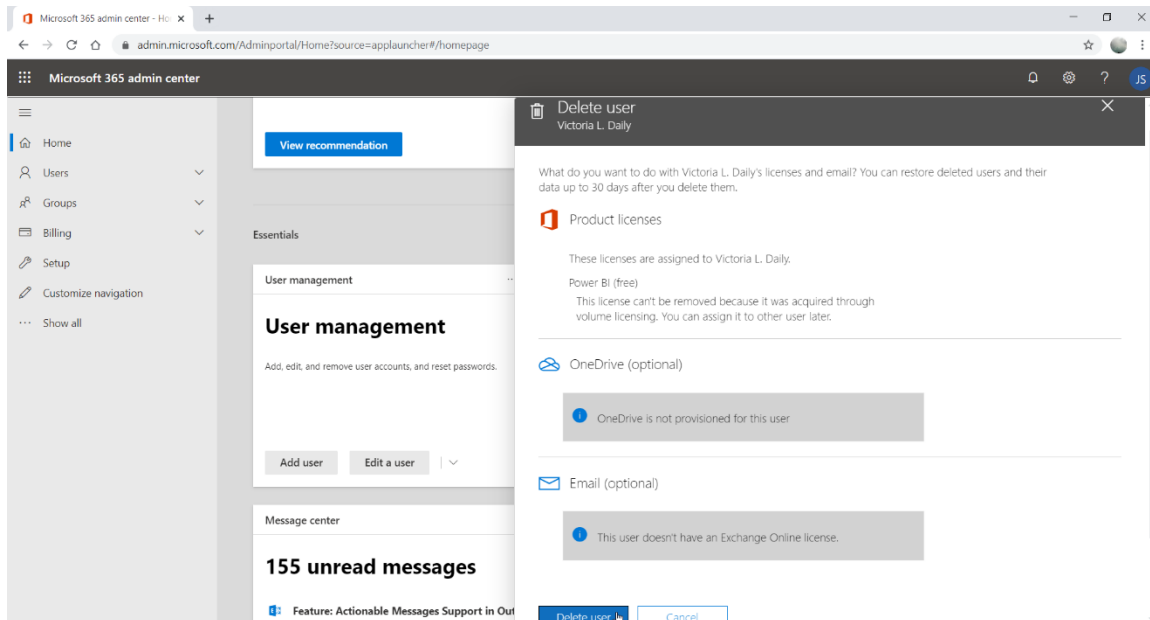 Microsoft 365 admin center - Ho
admin.microsoft.com/Adminportal/Home?source=applauncher#/homepage
Microsoft 365 admin center
?
JS
Home
Users
Groups
Billing
Setup
Customize navigation
Show all
View recommendation
Essentials
User management
User management
Add, edit, and remove user accounts, and reset passwords.
Add user
Edit a user
Message center
155 unread messages
Feature: Actionable Messages Support in Out
Delete user
Victoria L. Daily
What do you want to do with Victoria L. Daily's licenses and email? You can restore deleted users and their
data up to 30 days after you delete them.
Product licenses
These licenses are assigned to Victoria L. Daily.
Power BI (free)
This license can't be removed because it was acquired through
volume licensing. You can assign it to other user later.
OneDrive (optional)
OneDrive is not provisioned for this user
Email (optional)
This user doesn't have an Exchange Online license.
Delete user
Cancel